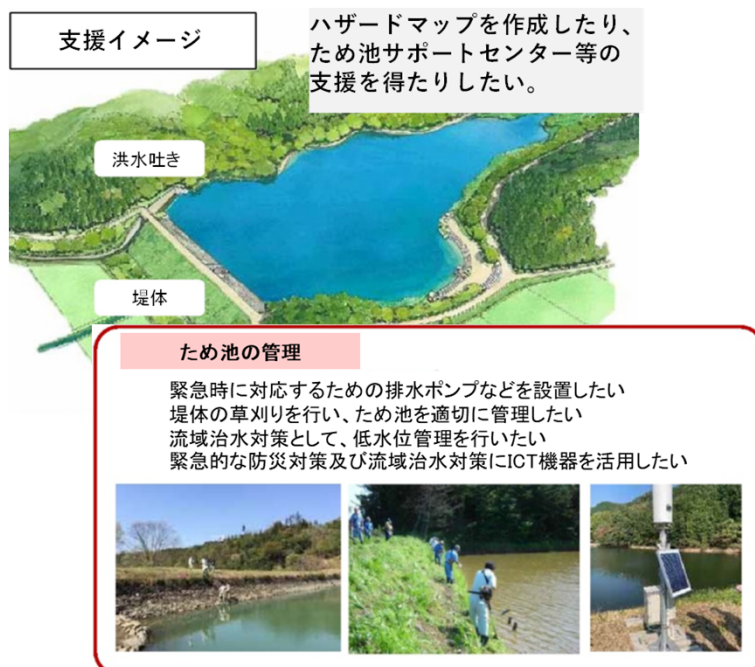 支援イメージ
ハザードマップを作成したり、
ため池サポートセンター等の
支援を得たりしたい。
洪水吐き
堤体
ため池の管理
緊急時に対応するための排水ポンプなどを設置したい
堤体の草刈りを行い、ため池を適切に管理したい
流域治水対策として、低水位管理を行いたい
緊急的な防災対策及び流域治水対策にICT機器を活用したい